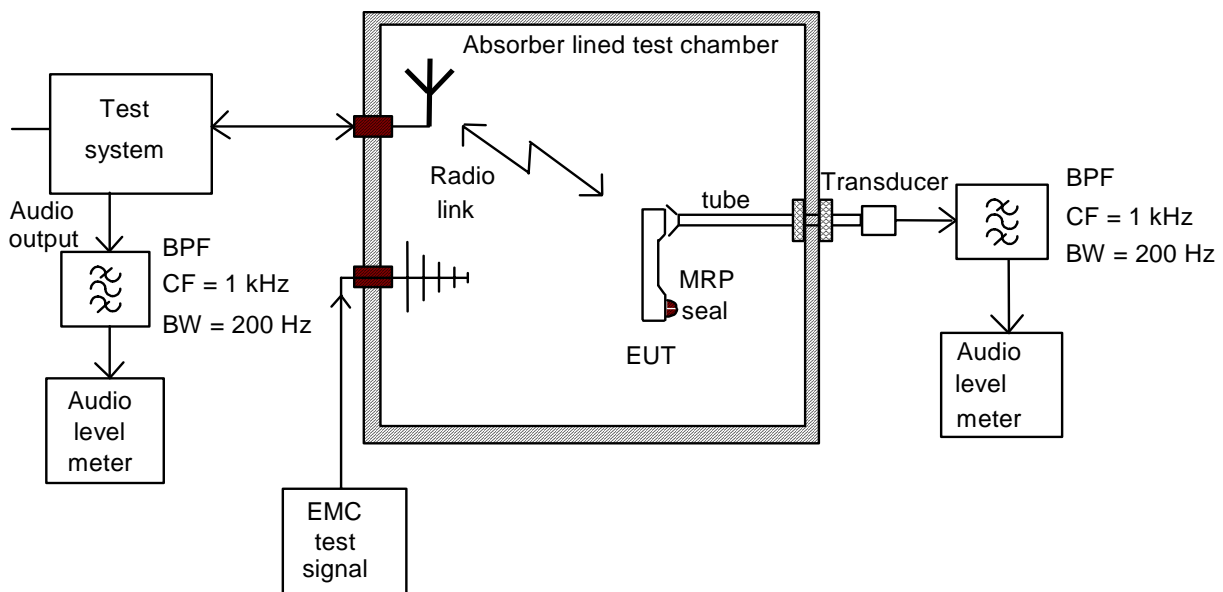 Absorber lined test chamber
Test
system
Audio
output
BPF
CF = 1 kHz
BW = 200 Hz
Audio
level
meter
Radio
link
EMC
test
signal
tube
MRP
seal
EUT
Transducer
BPF
CF = 1 kHz
BW = 200 Hz
Audio
level
meter